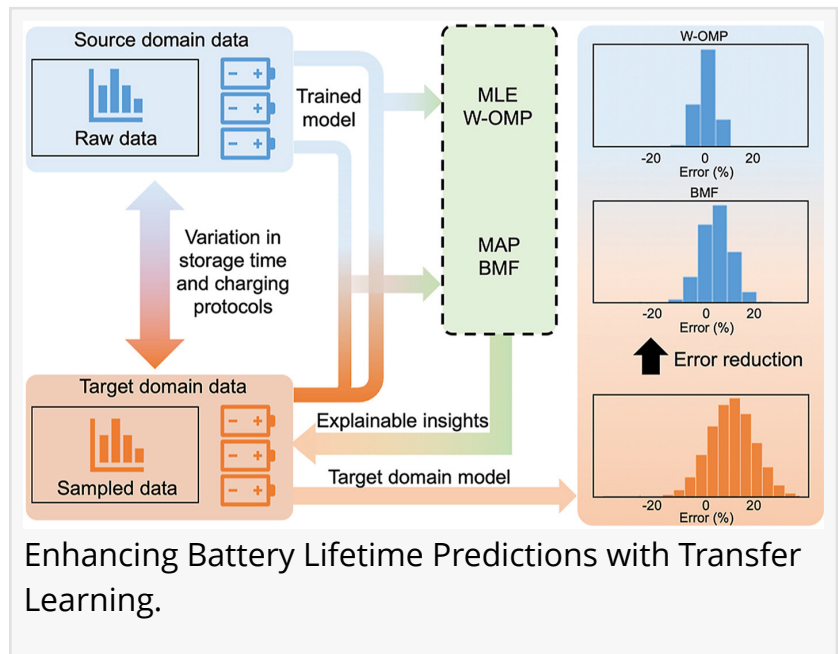 Source domain data
Raw data
Trained
model
MLE
W-OMP
MAP
BMF
Variation in
storage time
and charging
protocols
Target domain data
Sampled data
Explainable insights
Target domain model
W-OMP
-20 0 20
Error (%)
BMF
-20 0 20
Error (%)
Error reduction
-20 0 20
Error (%)
Enhancing Battery Lifetime Predictions with Transfer
Learning.